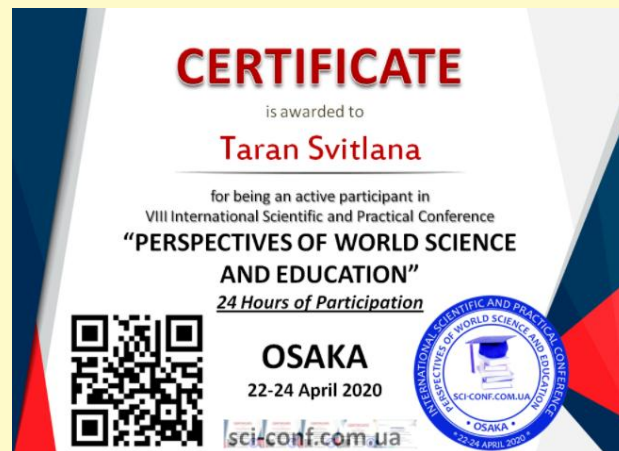 CERTIFICATE
is awarded to
Taran Svitlana
for being an active participant in
VIII International Scientific and Practical Conference
“PERSPECTIVES OF WORLD SCIENCE
AND EDUCATION”
24 Hours of Participation
OSAKA
22-24 April 2020
sci-conf.com.ua
INTERNATIONAL SCIENTIFIC AND PRACTICAL CONFERENCE
PERSPECTIVES OF WORLD SCIENCE AND EDUCATION
SCI-CONF.COM.UA
• OSAKA •
• 22-24 APRIL 2020 •